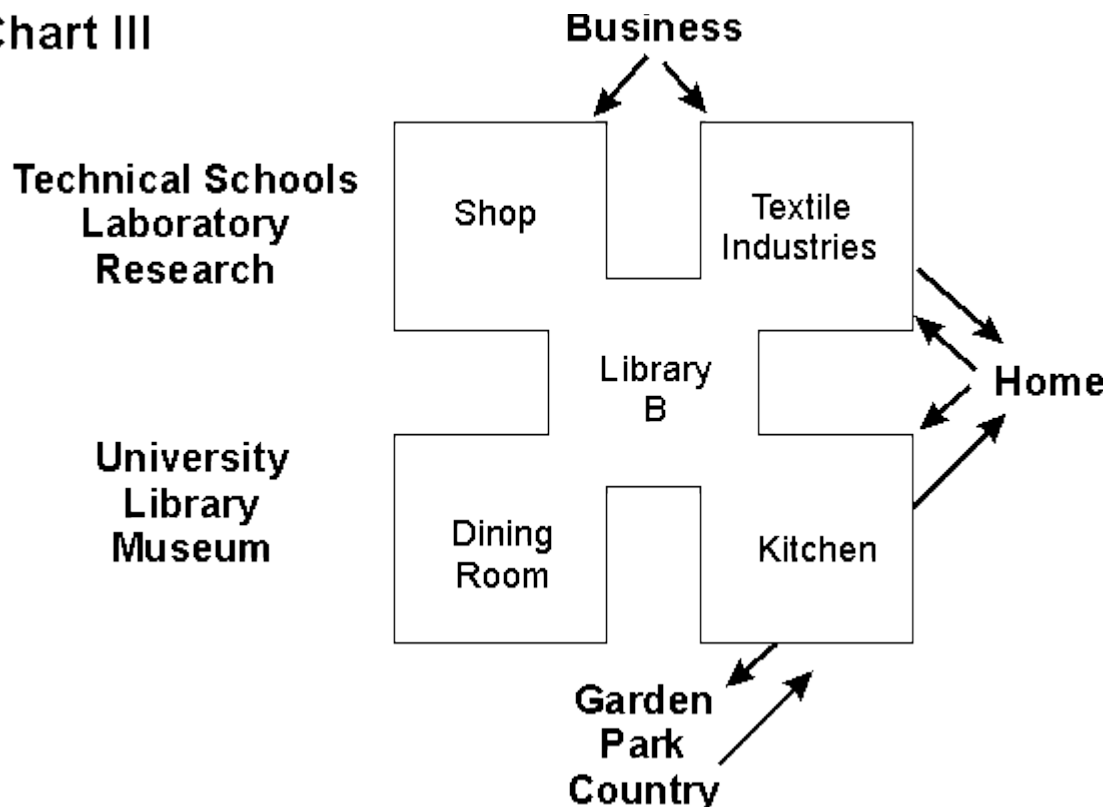 Chart III
Business
Technical Schools
Laboratory
Research
Shop
Textile
Industries
Library
B
Home
University
Library
Museum
Dining
Room
Kitchen
Garden
Park
Country